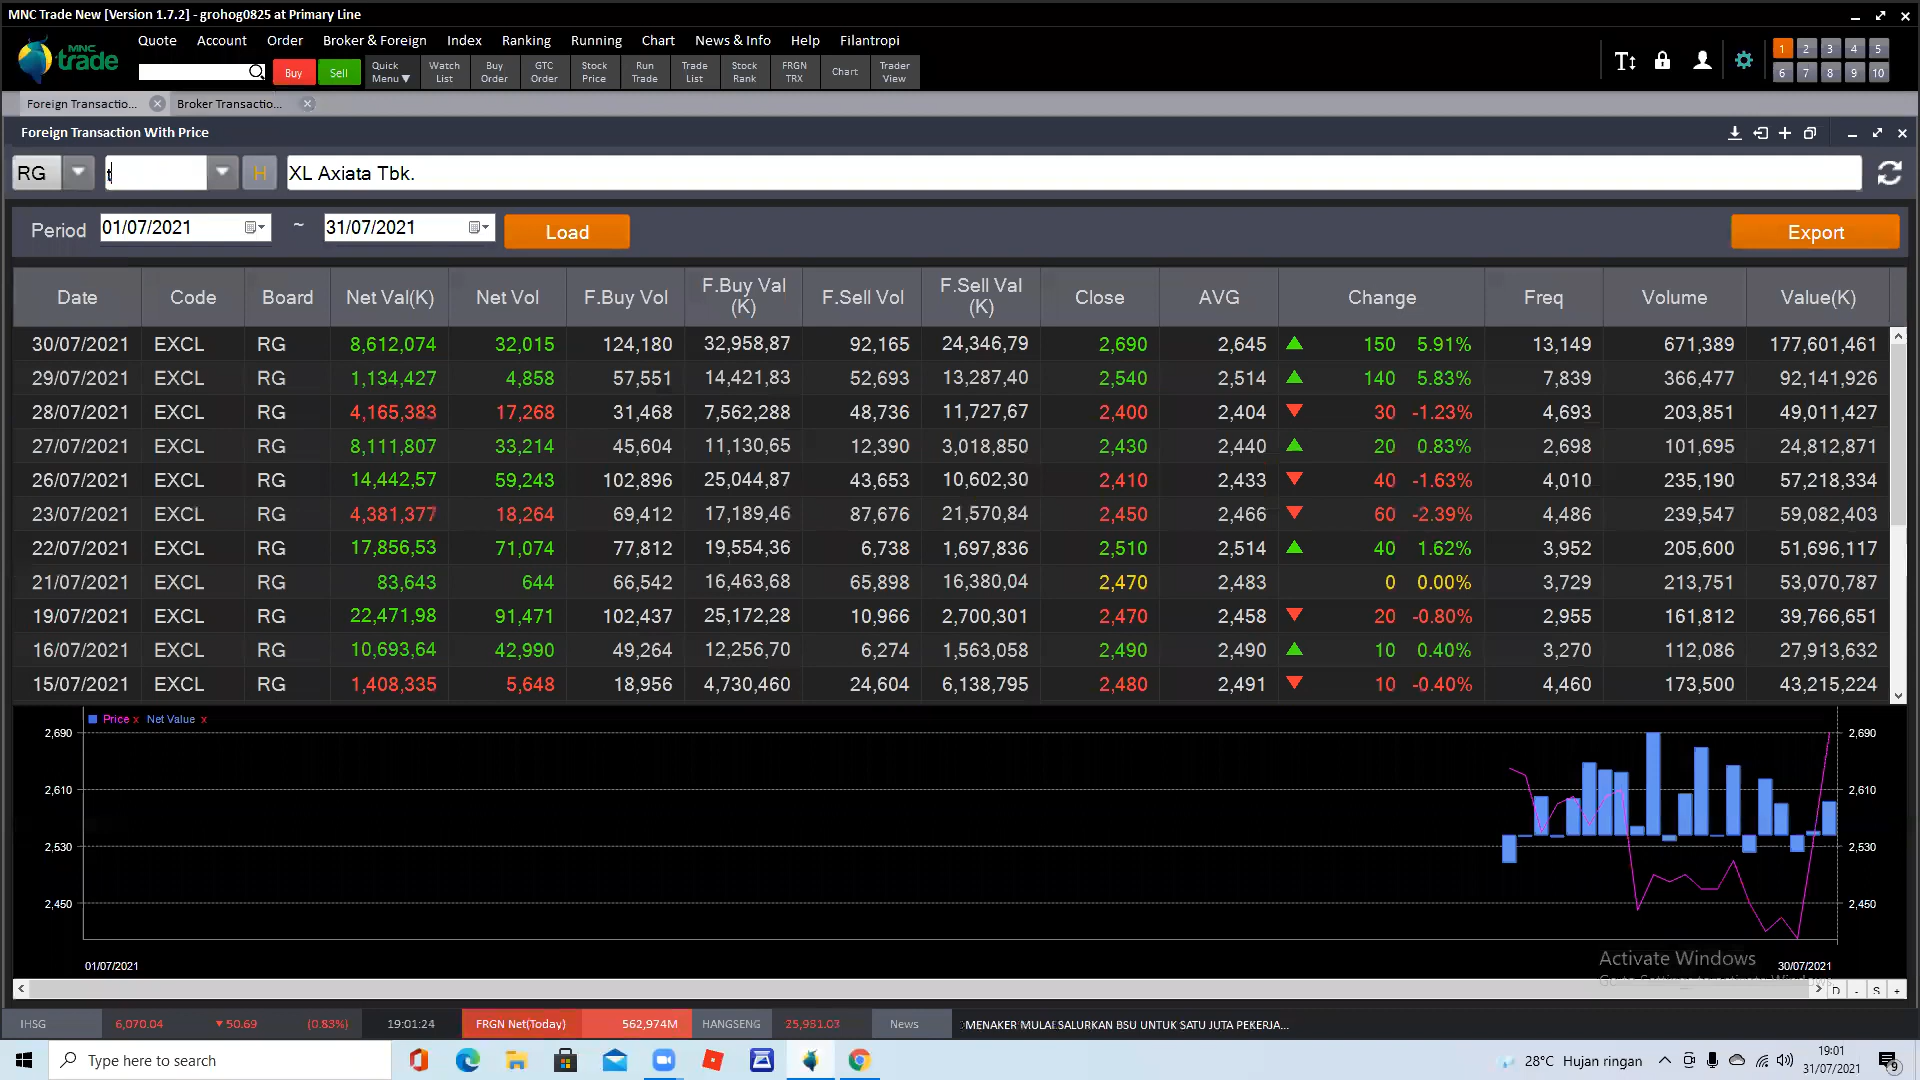 MNC Trade New [Version 1.7.2] - grohog0825 at Primary Line
MNC trade
Quote Account Order Broker & Foreign Index Ranking Running Chart News & Info Help Filantropi
Buy Sell Quick Menu ▼ Watch List Buy Order GTC Order Stock Price Run Trade Trade List Stock Rank FRGN TRX Chart Trader View
1 2 3 4 5
6 7 8 9 10
Foreign Transactio... Broker Transactio...
Foreign Transaction With Price
RG t H XL Axiata Tbk.
Period 01/07/2021 ~ 31/07/2021 Load Export
Date Code Board Net Val(K) Net Vol F.Buy Vol F.Buy Val (K) F.Sell Vol F.Sell Val (K) Close AVG Change Freq Volume Value(K)
30/07/2021 EXCL RG 8,612,074 32,015 124,180 32,958,87 92,165 24,346,79 2,690 2,645 ▲ 150 5.91% 13,149 671,389 177,601,461
29/07/2021 EXCL RG 1,134,427 4,858 57,551 14,421,83 52,693 13,287,40 2,540 2,514 ▲ 140 5.83% 7,839 366,477 92,141,926
28/07/2021 EXCL RG 4,165,383 17,268 31,468 7,562,288 48,736 11,727,67 2,400 2,404 ▼ 30 -1.23% 4,693 203,851 49,011,427
27/07/2021 EXCL RG 8,111,807 33,214 45,604 11,130,65 12,390 3,018,850 2,430 2,440 ▲ 20 0.83% 2,698 101,695 24,812,871
26/07/2021 EXCL RG 14,442,57 59,243 102,896 25,044,87 43,653 10,602,30 2,410 2,433 ▼ 40 -1.63% 4,010 235,190 57,218,334
23/07/2021 EXCL RG 4,381,377 18,264 69,412 17,189,46 87,676 21,570,84 2,450 2,466 ▼ 60 -2.39% 4,486 239,547 59,082,403
22/07/2021 EXCL RG 17,856,53 71,074 77,812 19,554,36 6,738 1,697,836 2,510 2,514 ▲ 40 1.62% 3,952 205,600 51,696,117
21/07/2021 EXCL RG 83,643 644 66,542 16,463,68 65,898 16,380,04 2,470 2,483 0 0.00% 3,729 213,751 53,070,787
19/07/2021 EXCL RG 22,471,98 91,471 102,437 25,172,28 10,966 2,700,301 2,470 2,458 ▼ 20 -0.80% 2,955 161,812 39,766,651
16/07/2021 EXCL RG 10,693,64 42,990 49,264 12,256,70 6,274 1,563,058 2,490 2,490 ▲ 10 0.40% 3,270 112,086 27,913,632
15/07/2021 EXCL RG 1,408,335 5,648 18,956 4,730,460 24,604 6,138,795 2,480 2,491 ▼ 10 -0.40% 4,460 173,500 43,215,224
Price x Net Value x
2,690 2,690
2,610 2,610
2,530 2,530
2,450 2,450
Activate Windows
01/07/2021 30/07/2021
D - S +
IHSG 6,070.04 ▼50.69 (0.83%) 19:01:24 FRGN Net(Today) 562,974M HANGSENG 25,961.03 News MENAKER MULAI SALURKAN BSU UNTUK SATU JUTA PEKERJA...
Type here to search
28°C Hujan ringan 19:01
31/07/2021 9